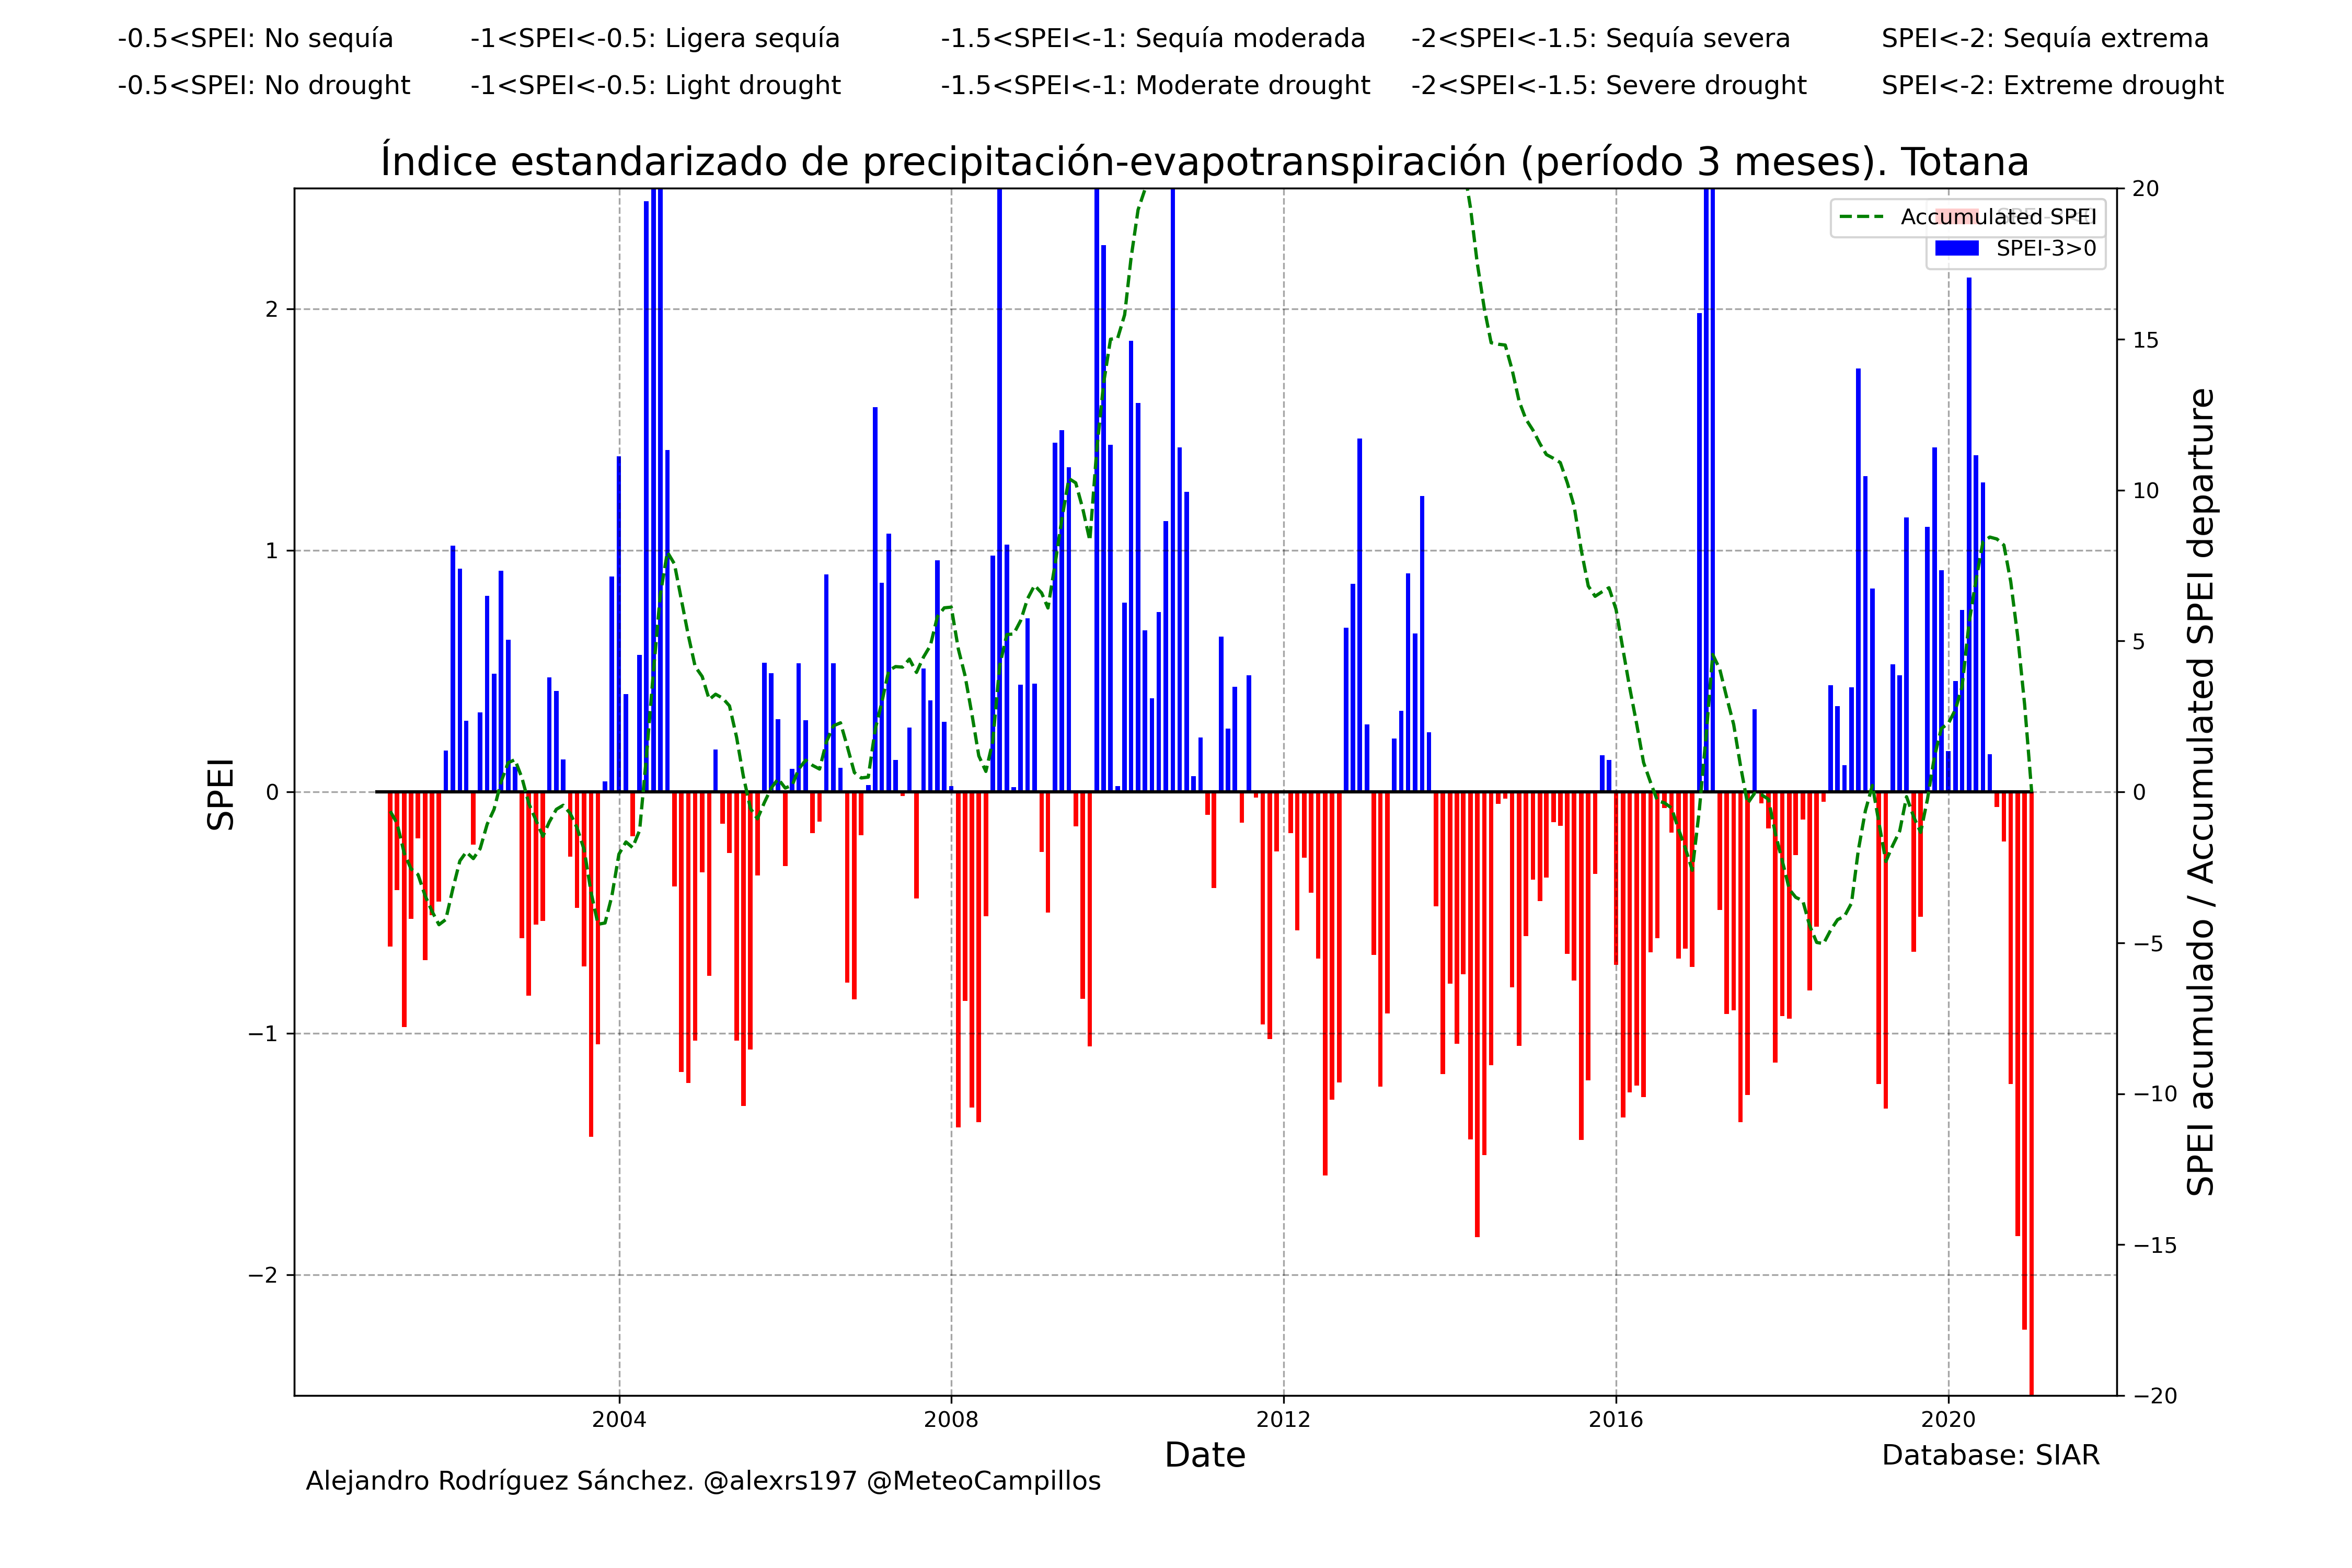 -0.5<SPEI: No sequía -1<SPEI<-0.5: Ligera sequía -1.5<SPEI<-1: Sequía moderada -2<SPEI<-1.5: Sequía severa SPEI<-2: Sequía extrema
-0.5<SPEI: No drought -1<SPEI<-0.5: Light drought -1.5<SPEI<-1: Moderate drought -2<SPEI<-1.5: Severe drought SPEI<-2: Extreme drought
Índice estandarizado de precipitación-evapotranspiración (período 3 meses). Totana
Accumulated SPEI
SPEI-3>0
SPEI
2
1
0
−1
−2
20
15
10
5
0
−5
−10
−15
−20
SPEI acumulado / Accumulated SPEI departure
2004 2008 2012 2016 2020
Date
Database: SIAR
Alejandro Rodríguez Sánchez. @alexrs197 @MeteoCampillos